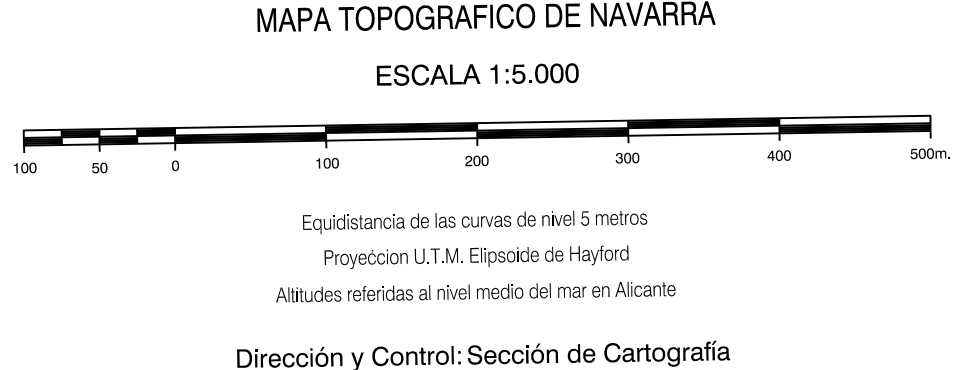 MAPA TOPOGRAFICO DE NAVARRA
ESCALA 1:5.000
100 50 0 100 200 300 400 500m.
Equidistancia de las curvas de nivel 5 metros
Proyección U.T.M. Elipsoide de Hayford
Altitudes referidas al nivel medio del mar en Alicante
Dirección y Control: Sección de Cartografía